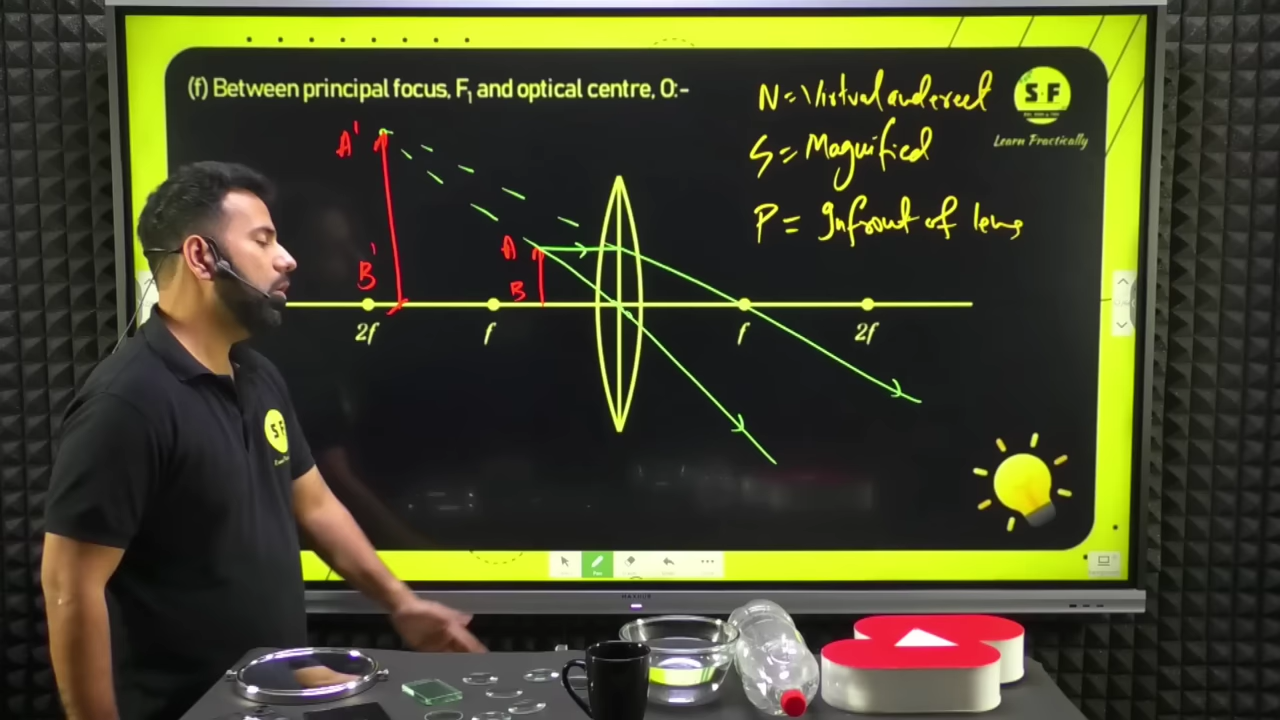 (f) Between principal focus, F₁ and optical centre, O:-
N = Virtual and erect
S = Magnified
P = Infront of lens
S F
Learn Practically
A'
B'
A
B
2f
f
f
2f
S F